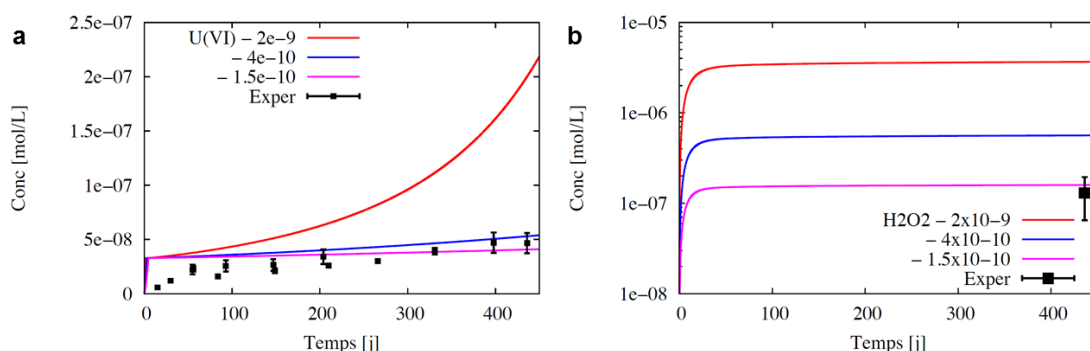 a
2.5e-07
2e-07
1.5e-07
1e-07
5e-08
0
Conc [mol/L]
U(VI) - 2e-9
- 4e-10
- 1.5e-10
Exper
0 100 200 300 400
Temps [j]
b
1e-05
1e-06
1e-07
1e-08
Conc [mol/L]
H2O2 - 2x10-9
- 4x10-10
- 1.5x10-10
Exper
0 100 200 300 400
Temps [j]